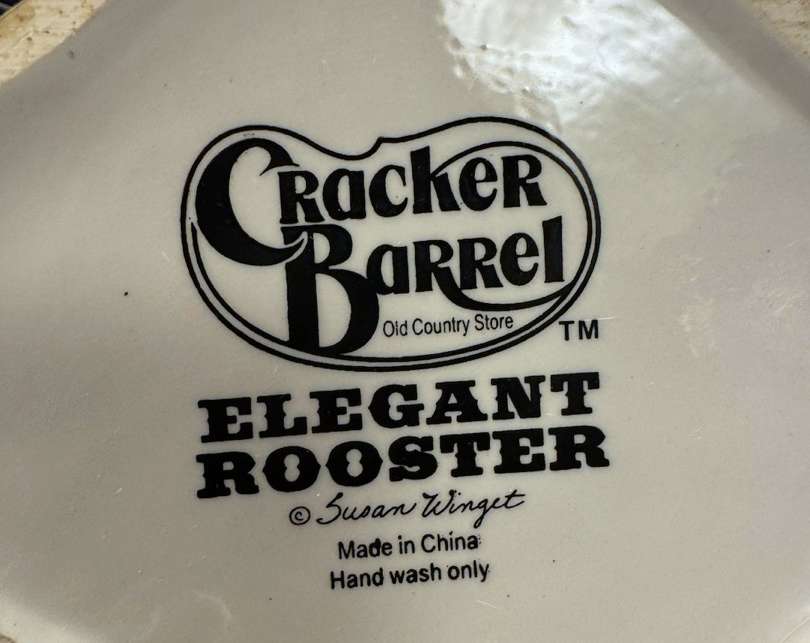 Cracker
Barrel
Old Country Store
TM
ELEGANT
ROOSTER
© Susan Winget
Made in China
Hand wash only